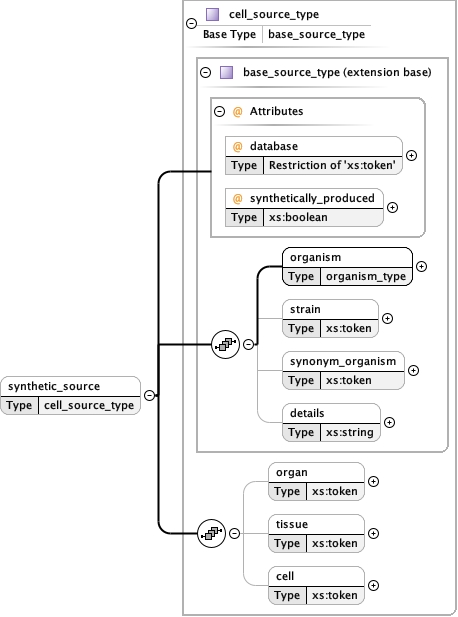 cell_source_type
Base Type base_source_type
base_source_type (extension base)
@ Attributes
@ database
Type Restriction of 'xs:token'
@ synthetically_produced
Type xs:boolean
organism
Type organism_type
strain
Type xs:token
synonym_organism
Type xs:token
details
Type xs:string
synthetic_source
Type cell_source_type
organ
Type xs:token
tissue
Type xs:token
cell
Type xs:token